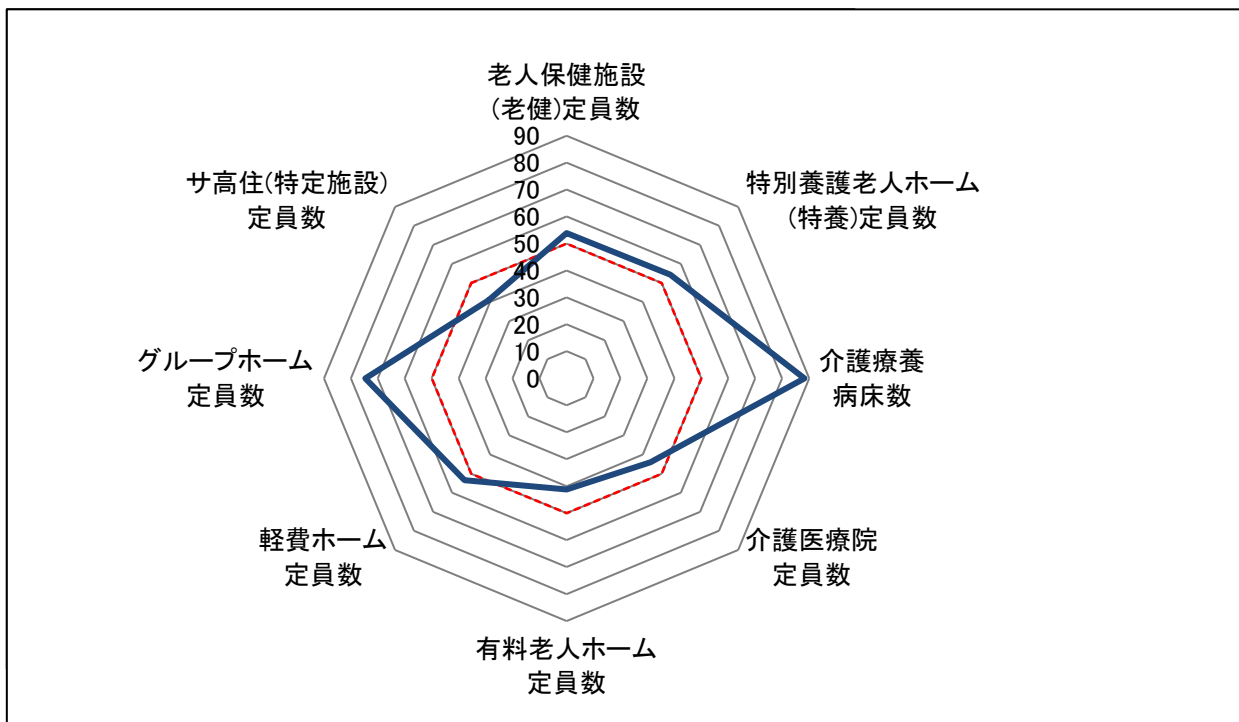 老人保健施設
(老健)定員数
特別養護老人ホーム
(特養)定員数
介護療養
病床数
介護医療院
定員数
有料老人ホーム
定員数
軽費ホーム
定員数
グループホーム
定員数
サ高住(特定施設)
定員数
90
80
70
60
50
40
30
20
10
0